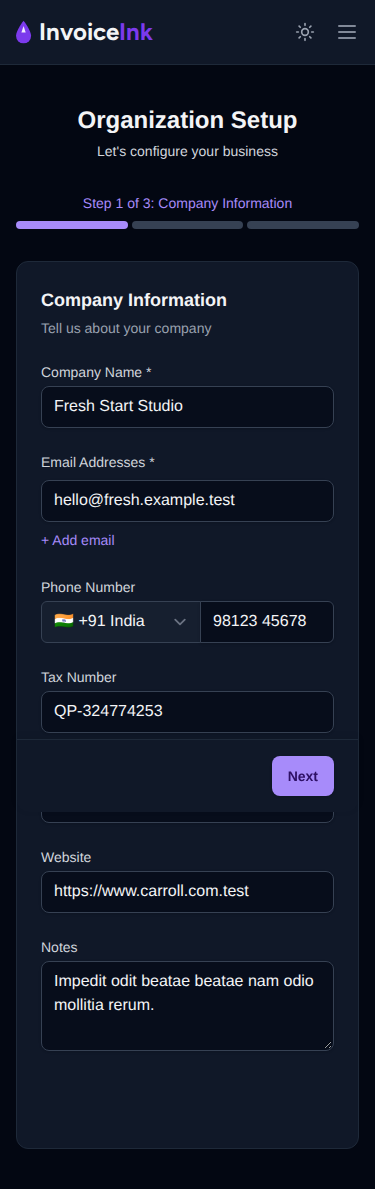 InvoiceInk
Organization Setup
Let's configure your business
Step 1 of 3: Company Information
Company Information
Tell us about your company
Company Name *
Fresh Start Studio
Email Addresses *
hello@fresh.example.test
+ Add email
Phone Number
🇮🇳 +91 India
98123 45678
Tax Number
QP-324774253
Next
Website
https://www.carroll.com.test
Notes
Impedit odit beatae beatae nam odio
mollitia rerum.